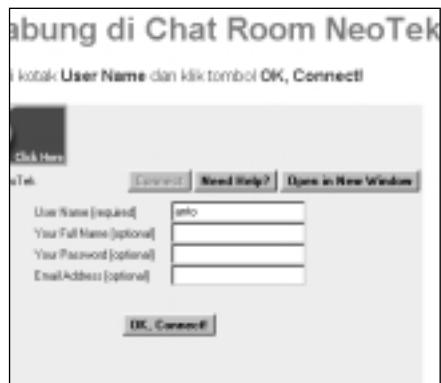 abung di Chat Room NeoTek
i kotak User Name dan klik tombol OK, Connect!
Click Here
oTek
Connect Need Help? Open in New Window
User Name [required] anto
Your Full Name [optional]
Your Password [optional]
Email Address [optional]
OK, Connect!